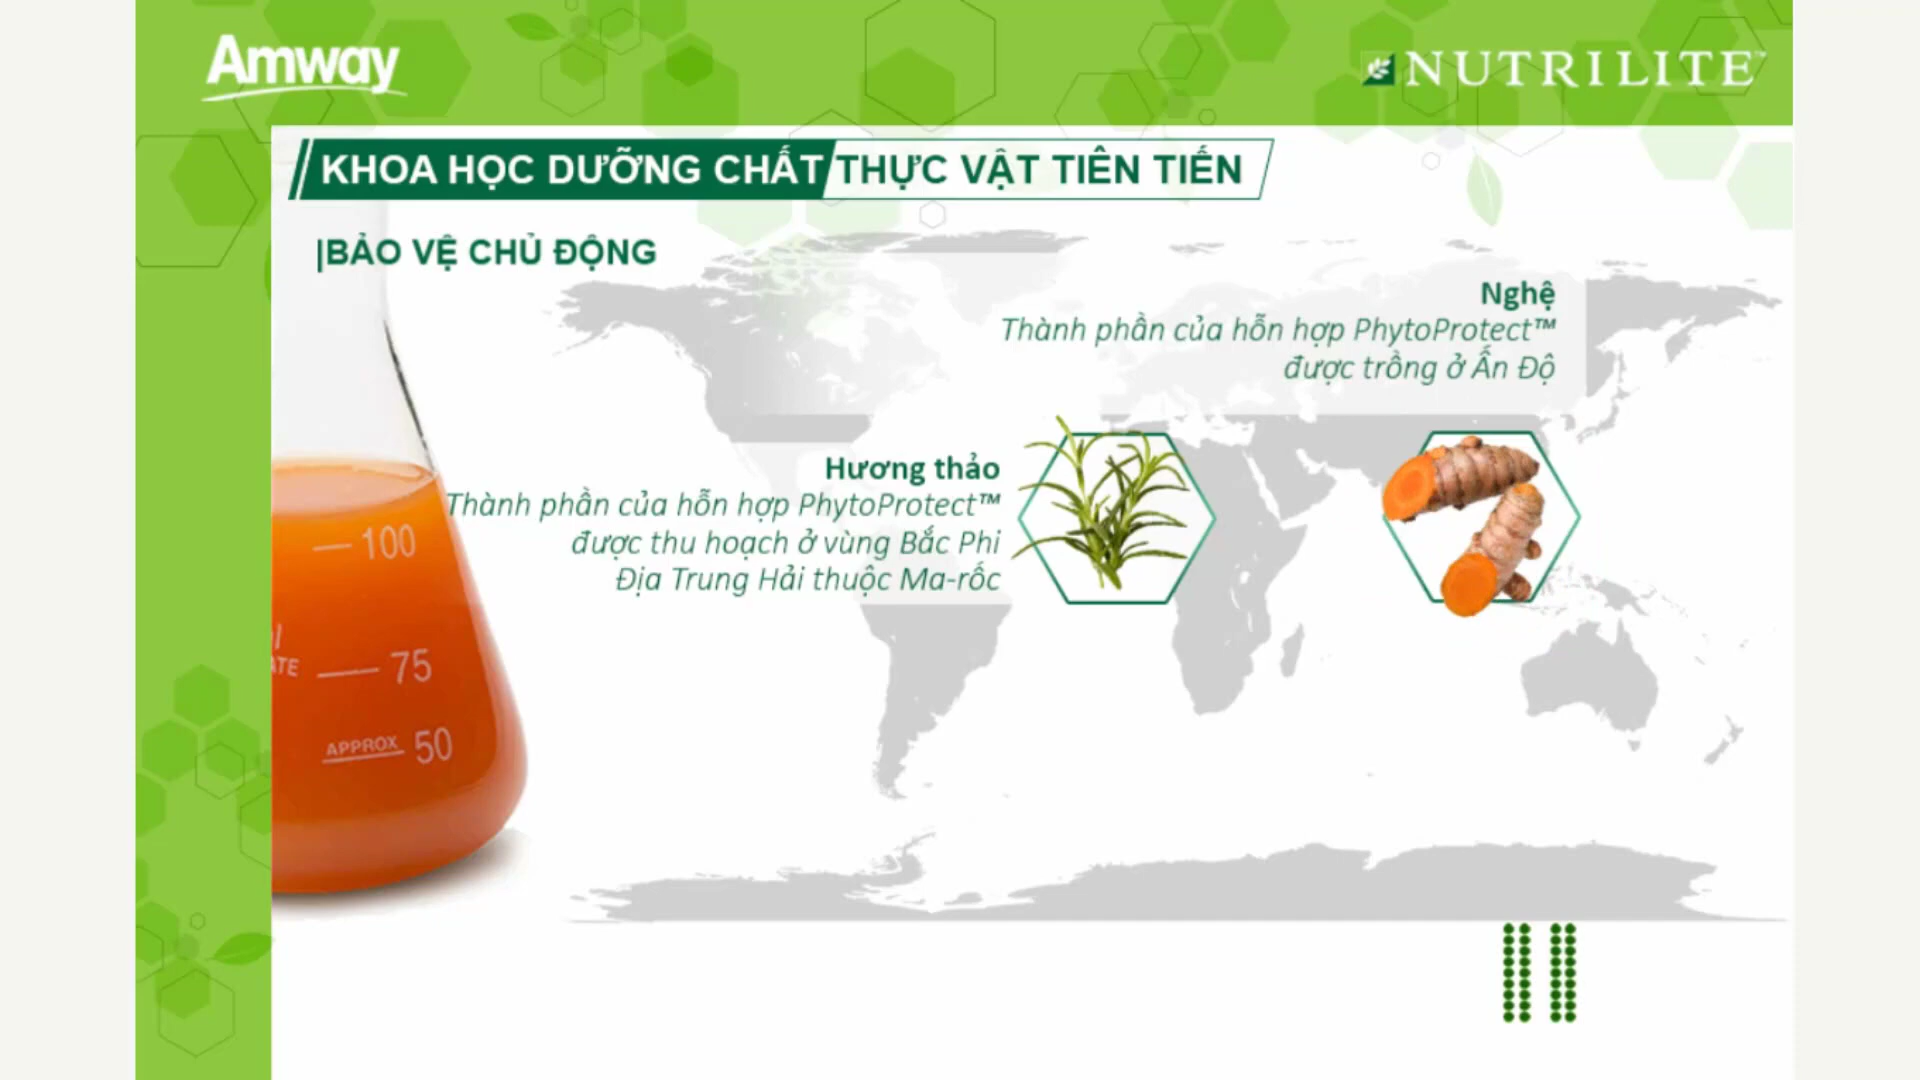 Amway
NUTRILITE™
KHOA HỌC DƯỠNG CHẤT THỰC VẬT TIÊN TIẾN
|BẢO VỆ CHỦ ĐỘNG
Nghệ
Thành phần của hỗn hợp PhytoProtect™
được trồng ở Ấn Độ
Hương thảo
Thành phần của hỗn hợp PhytoProtect™
được thu hoạch ở vùng Bắc Phi
Địa Trung Hải thuộc Ma-rốc
100
75
APPROX 50